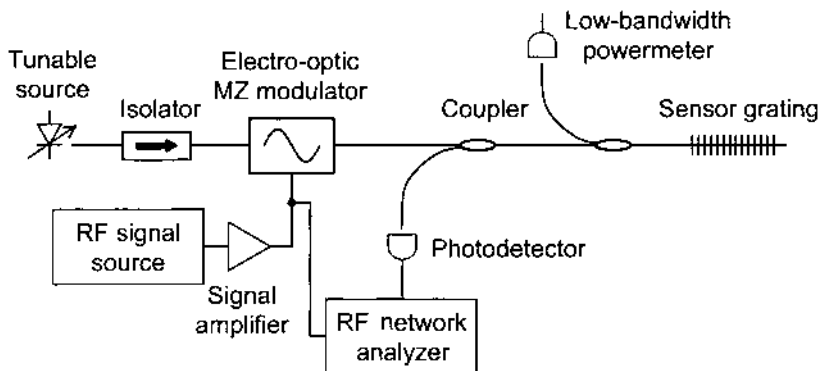 Tunable
source
Isolator
Electro-optic
MZ modulator
Low-bandwidth
powermeter
Coupler
Sensor grating
RF signal
source
Signal
amplifier
Photodetector
RF network
analyzer